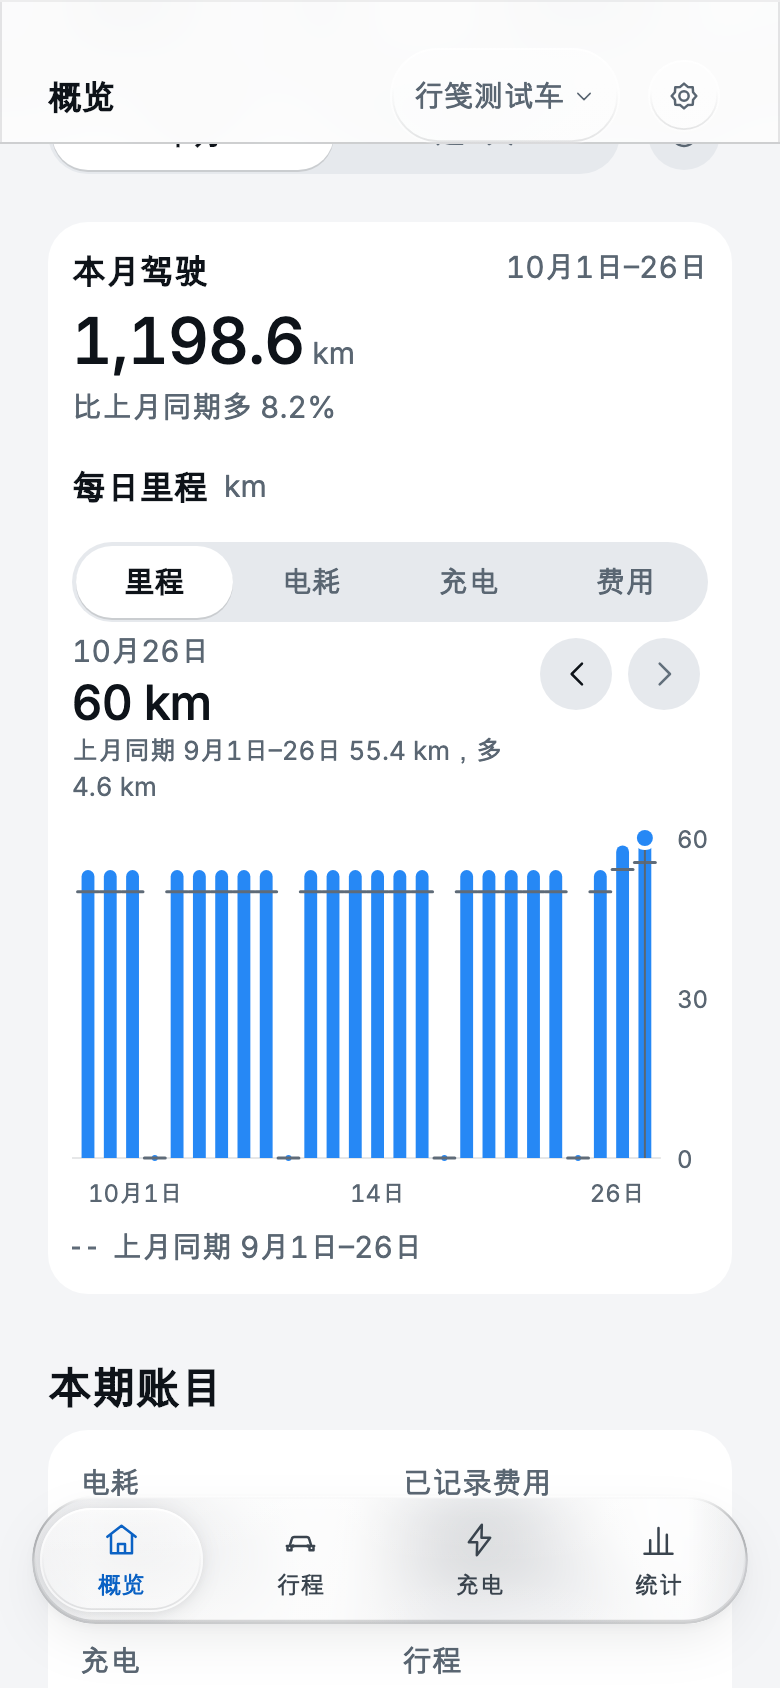 概览
行笺测试车
本月驾驶
10月1日–26日
1,198.6 km
比上月同期多 8.2%
每日里程 km
里程
电耗
充电
费用
10月26日
60 km
上月同期 9月1日–26日 55.4 km，多
4.6 km
60
30
0
10月1日
14日
26日
-- 上月同期 9月1日–26日
本期账目
电耗
已记录费用
概览
行程
充电
统计
充电
行程